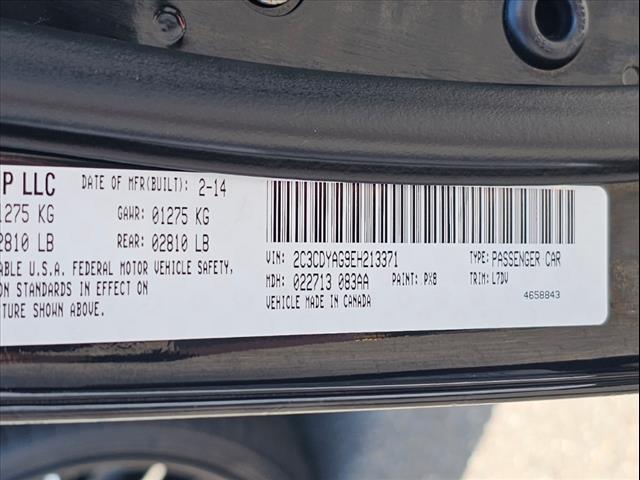 P LLC DATE OF MFR(BUILT): 2-14
1275 KG GAWR: 01275 KG
2810 LB REAR: 02810 LB
ABLE U.S.A. FEDERAL MOTOR VEHICLE SAFETY,
ON STANDARDS IN EFFECT ON
TURE SHOWN ABOVE.
VIN: 2C3CDYAG9EH213371 TYPE: PASSENGER CAR
MDH: 022713 083AA PAINT: PX8 TRIM: L7DV
VEHICLE MADE IN CANADA 4658843